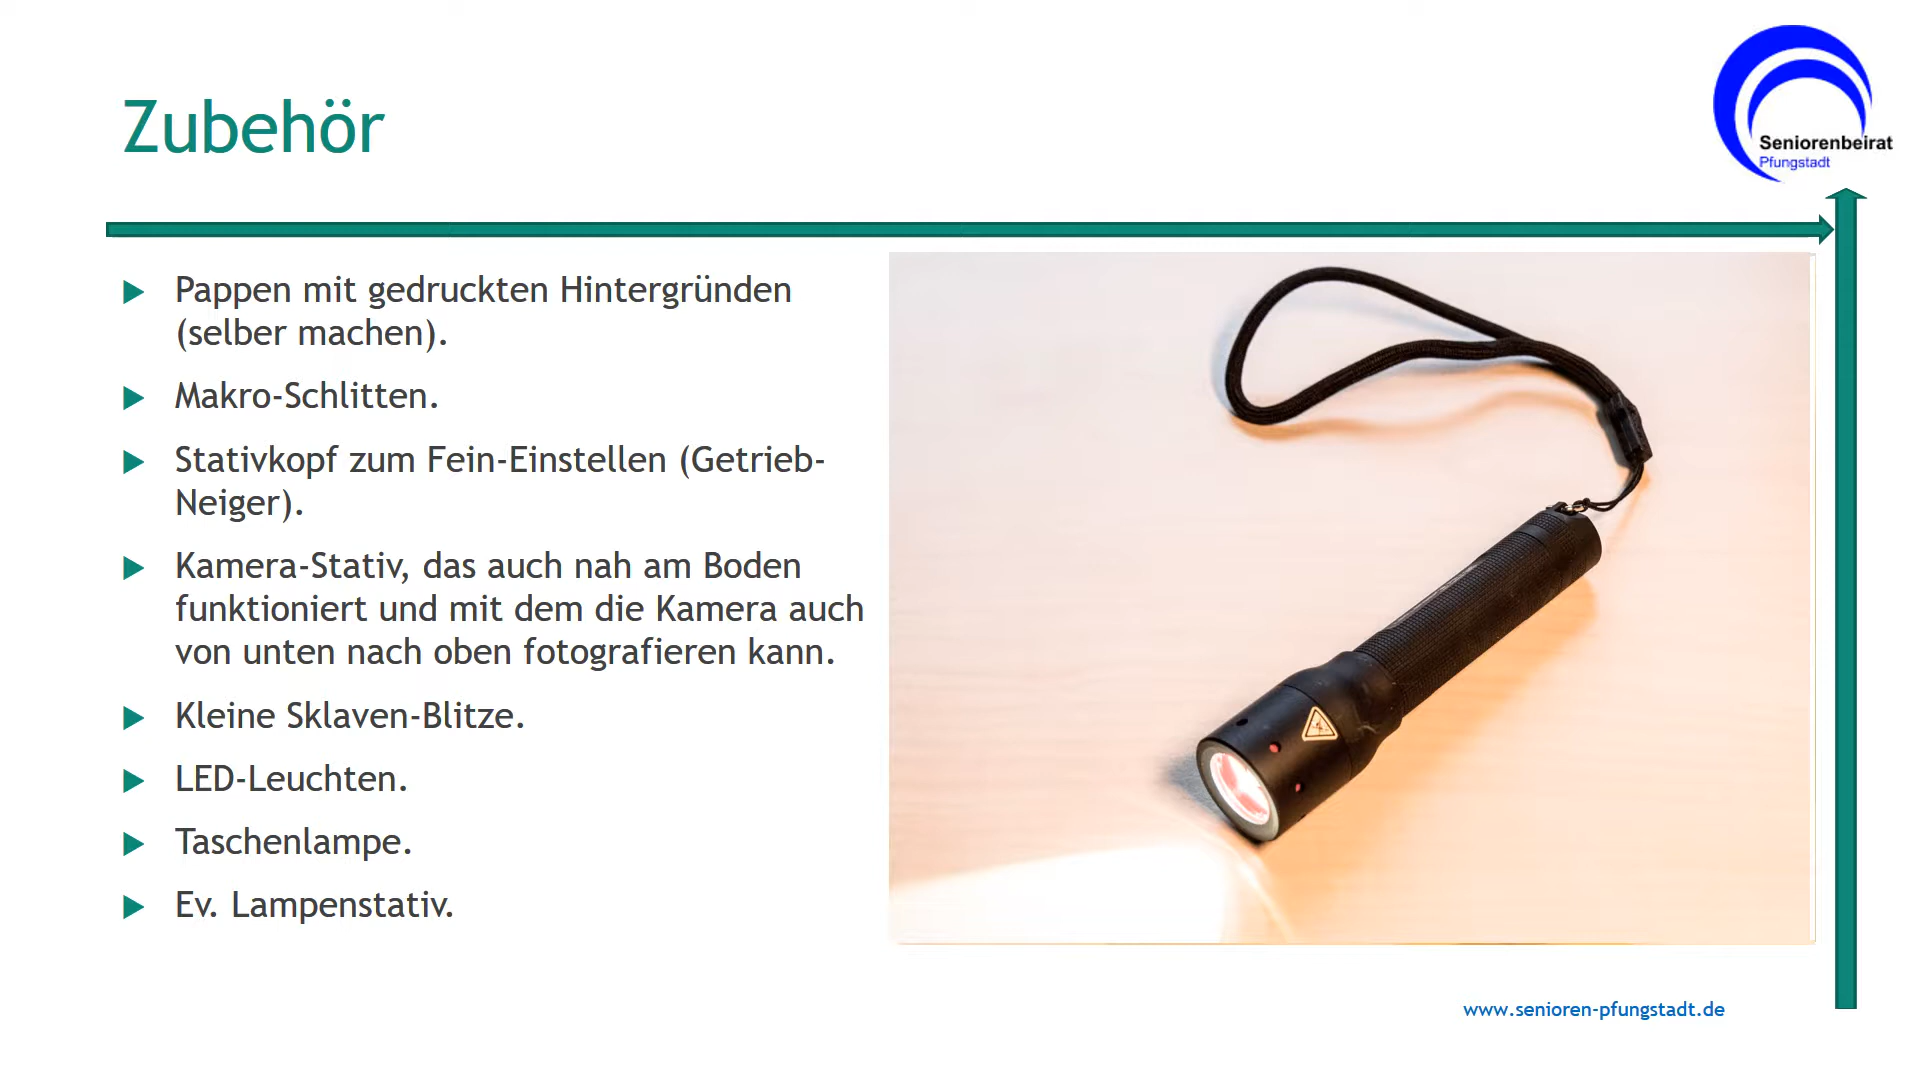 Zubehör
Seniorenbeirat
Pfungstadt
Pappen mit gedruckten Hintergründen
(selber machen).
Makro-Schlitten.
Stativkopf zum Fein-Einstellen (Getrieb-
Neiger).
Kamera-Stativ, das auch nah am Boden
funktioniert und mit dem die Kamera auch
von unten nach oben fotografieren kann.
Kleine Sklaven-Blitze.
LED-Leuchten.
Taschenlampe.
Ev. Lampenstativ.
www.senioren-pfungstadt.de